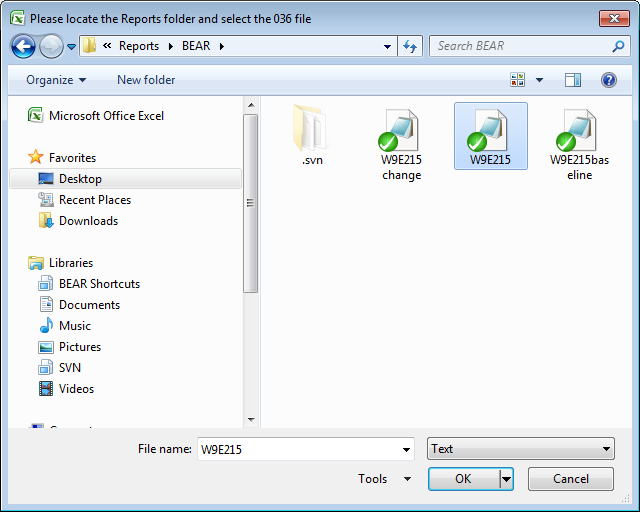 Please locate the Reports folder and select the 036 file
« Reports BEAR
Search BEAR
Organize New folder
Microsoft Office Excel
Favorites
Desktop
Recent Places
Downloads
Libraries
BEAR Shortcuts
Documents
Music
Pictures
SVN
Videos
.svn
W9E215
change
W9E215
W9E215bas
eline
File name: W9E215 Text
Tools OK Cancel